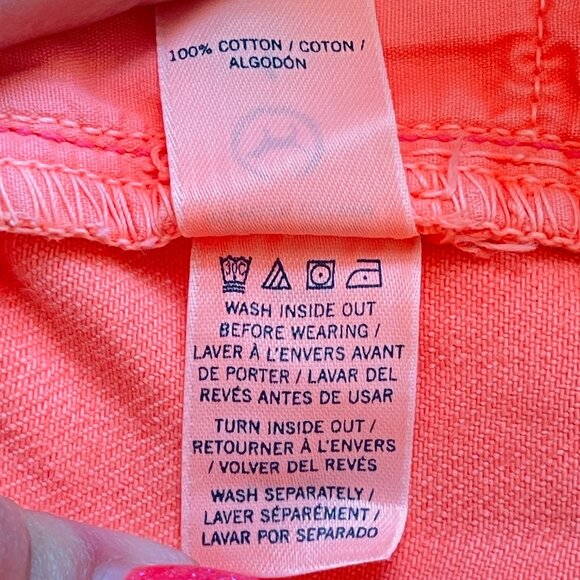 100% COTTON / COTON /
ALGODÓN
30C
WASH INSIDE OUT
BEFORE WEARING /
LAVER À L'ENVERS AVANT
DE PORTER / LAVAR DEL
REVÉS ANTES DE USAR
TURN INSIDE OUT /
RETOURNER À L'ENVERS
/ VOLVER DEL REVÉS
WASH SEPARATELY /
LAVER SÉPARÉMENT /
LAVAR POR SEPARADO